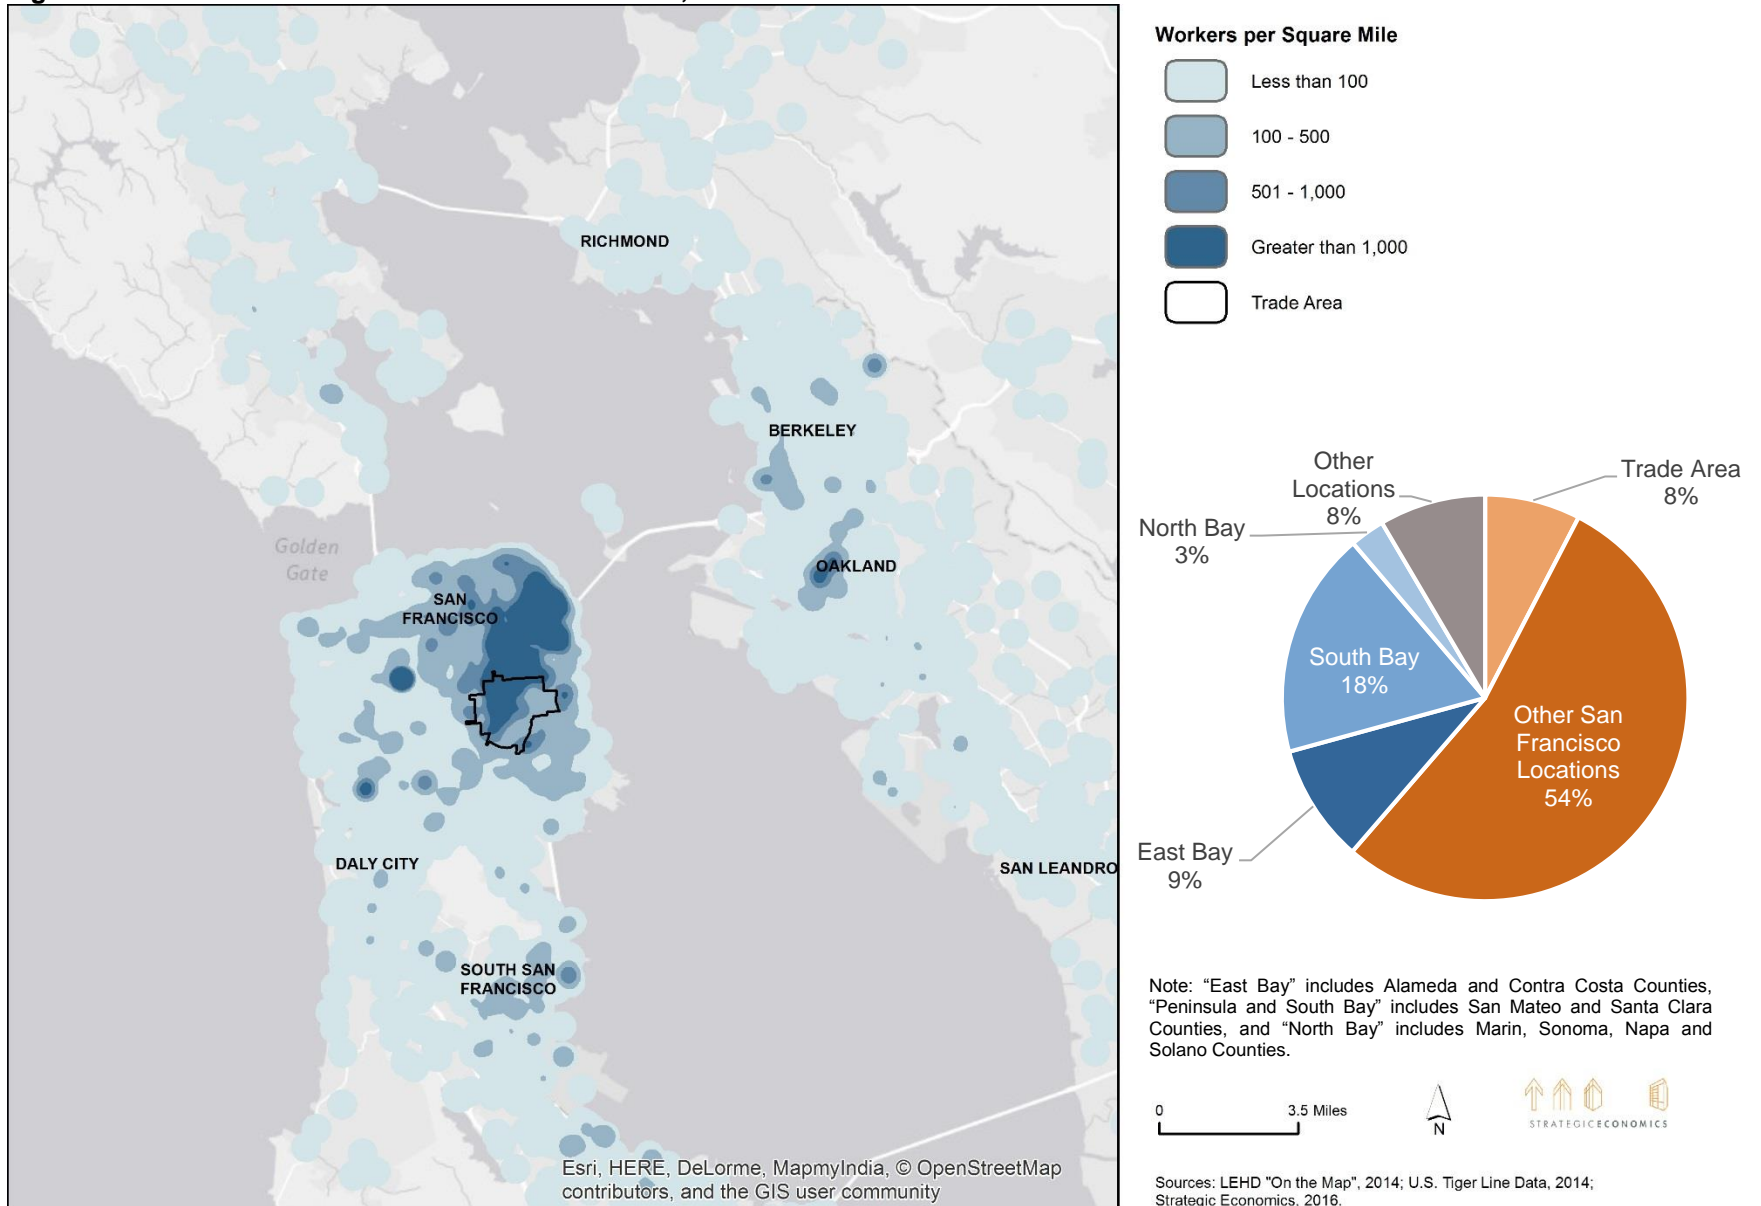 Workers per Square Mile
Less than 100
100 - 500
501 - 1,000
Greater than 1,000
Trade Area
RICHMOND
BERKELEY
OAKLAND
Golden
Gate
SAN
FRANCISCO
DALY CITY
SAN LEANDRO
SOUTH SAN
FRANCISCO
Esri, HERE, DeLorme, MapmyIndia, © OpenStreetMap
contributors, and the GIS user community
Other
Locations
8%
Trade Area
8%
North Bay
3%
South Bay
18%
Other San
Francisco
Locations
54%
East Bay
9%
Note: “East Bay” includes Alameda and Contra Costa Counties,
“Peninsula and South Bay” includes San Mateo and Santa Clara
Counties, and “North Bay” includes Marin, Sonoma, Napa and
Solano Counties.
0 3.5 Miles
N
STRATEGICECONOMICS
Sources: LEHD "On the Map", 2014; U.S. Tiger Line Data, 2014;
Strategic Economics, 2016.